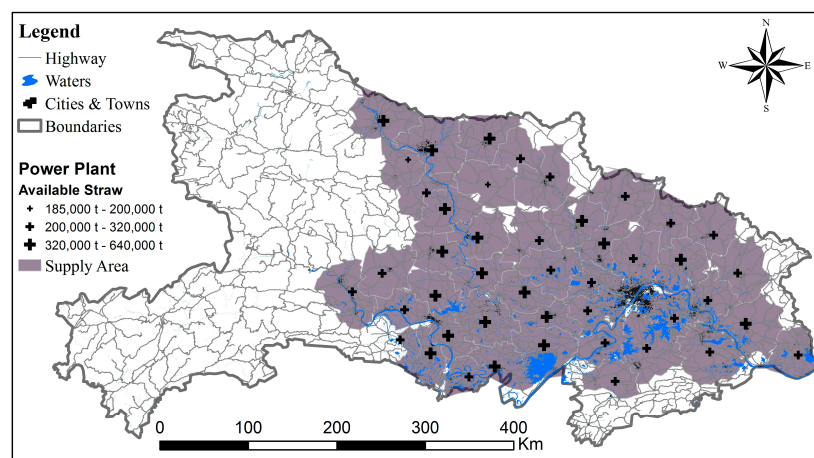 Legend
Highway
Waters
Cities & Towns
Boundaries
Power Plant
Available Straw
185,000 t - 200,000 t
200,000 t - 320,000 t
320,000 t - 640,000 t
Supply Area
N
W E
S
0 100 200 300 400
Km